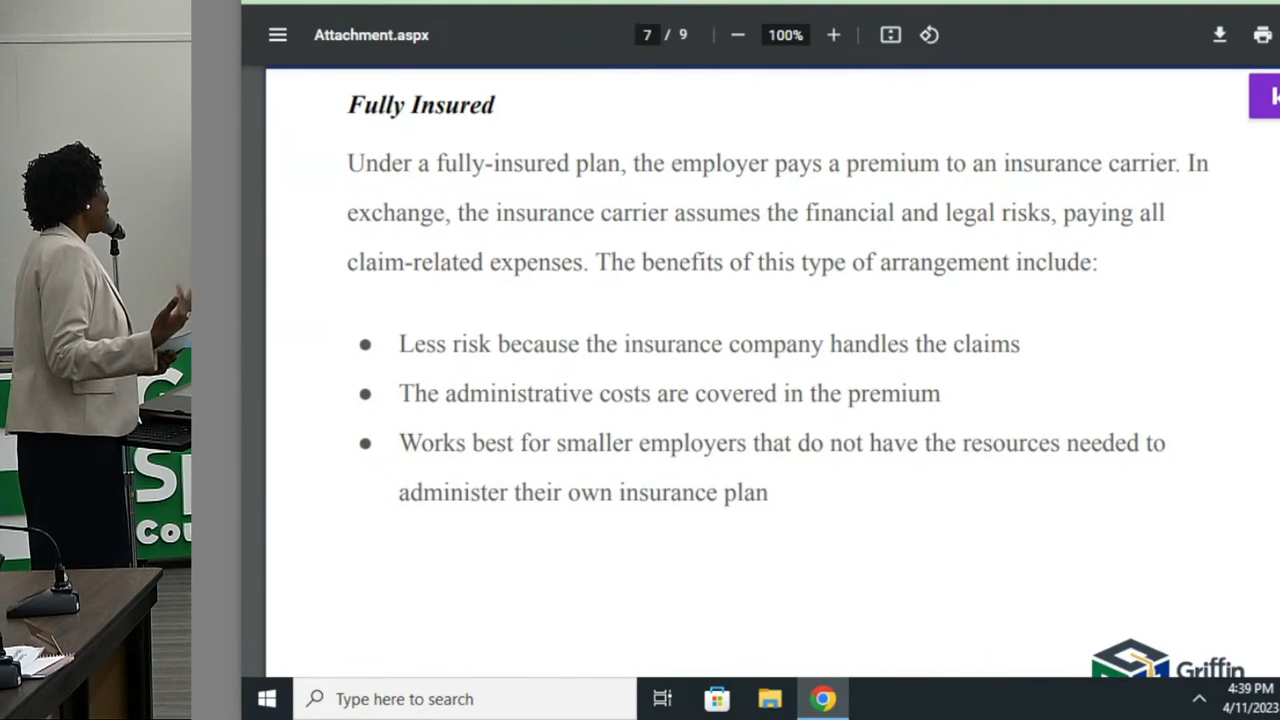 Attachment.aspx
7 / 9
100%
Fully Insured
Under a fully-insured plan, the employer pays a premium to an insurance carrier. In
exchange, the insurance carrier assumes the financial and legal risks, paying all
claim-related expenses. The benefits of this type of arrangement include:
● Less risk because the insurance company handles the claims
● The administrative costs are covered in the premium
● Works best for smaller employers that do not have the resources needed to
administer their own insurance plan
Griffin
Type here to search
4:39 PM
4/11/2023